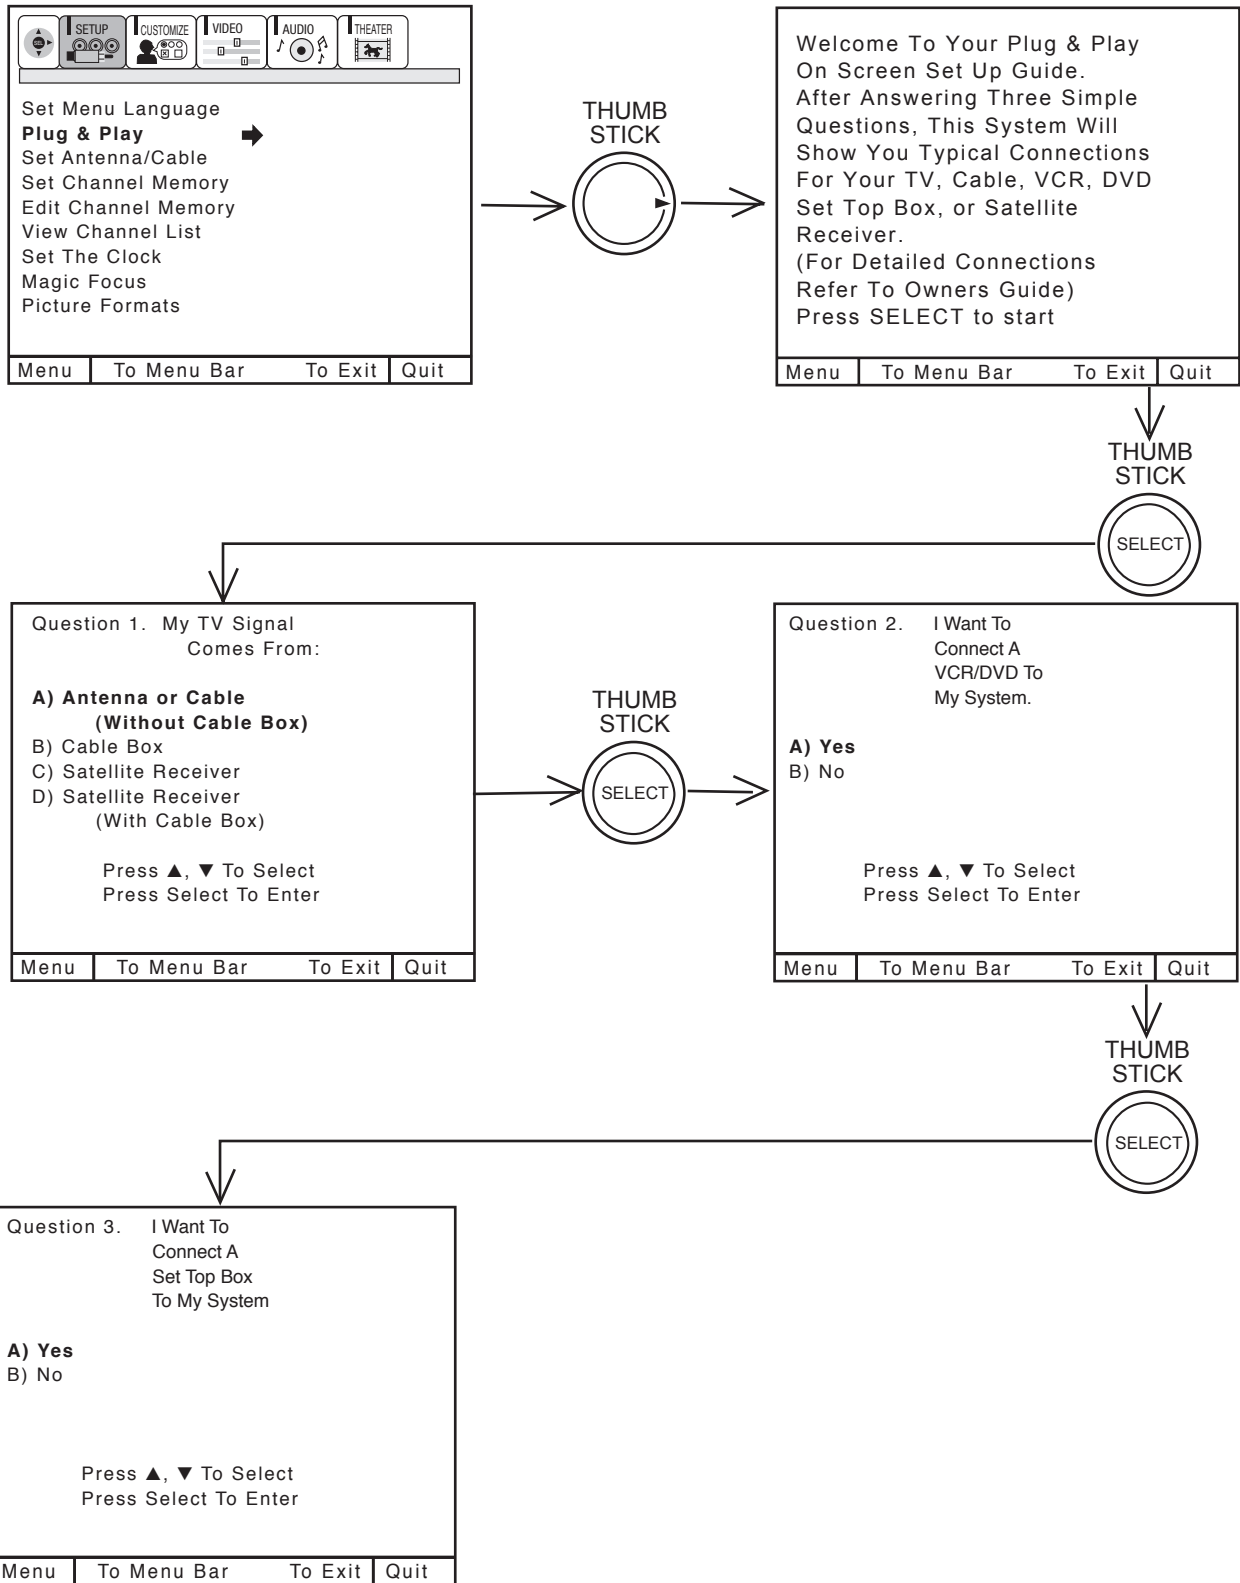 SETUP
CUSTOMIZE
VIDEO
AUDIO
THEATER
SEL
Set Menu Language
Plug & Play
Set Antenna/Cable
Set Channel Memory
Edit Channel Memory
View Channel List
Set The Clock
Magic Focus
Picture Formats
Menu To Menu Bar To Exit Quit
THUMB
STICK
Welcome To Your Plug & Play
On Screen Set Up Guide.
After Answering Three Simple
Questions, This System Will
Show You Typical Connections
For Your TV, Cable, VCR, DVD
Set Top Box, or Satellite
Receiver.
(For Detailed Connections
Refer To Owners Guide)
Press SELECT to start
Menu To Menu Bar To Exit Quit
THUMB
STICK
SELECT
Question 1. My TV Signal
Comes From:
A) Antenna or Cable
(Without Cable Box)
B) Cable Box
C) Satellite Receiver
D) Satellite Receiver
(With Cable Box)
Press ▲, ▼ To Select
Press Select To Enter
Menu To Menu Bar To Exit Quit
THUMB
STICK
SELECT
Question 2. I Want To
Connect A
VCR/DVD To
My System.
A) Yes
B) No
Press ▲, ▼ To Select
Press Select To Enter
Menu To Menu Bar To Exit Quit
THUMB
STICK
SELECT
Question 3. I Want To
Connect A
Set Top Box
To My System
A) Yes
B) No
Press ▲, ▼ To Select
Press Select To Enter
Menu To Menu Bar To Exit Quit